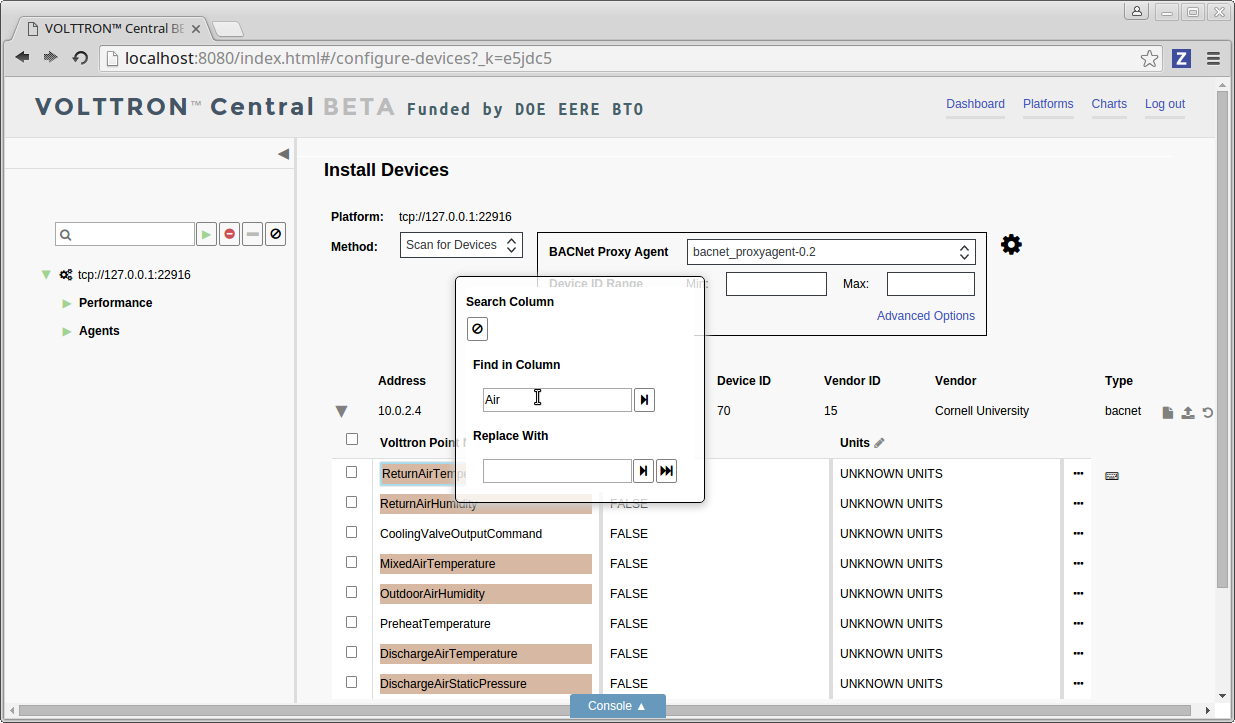 VOLTTRON™ Central BE
localhost:8080/index.html#/configure-devices?_k=e5jdc5
Z
VOLTTRON™ Central BETA Funded by DOE EERE BTO
Dashboard Platforms Charts Log out
Install Devices
Platform: tcp://127.0.0.1:22916
Method: Scan for Devices
BACNet Proxy Agent bacnet_proxyagent-0.2
Device ID Range Min: Max:
Advanced Options
tcp://127.0.0.1:22916
Performance
Agents
Search Column
Find in Column
Air
Replace With
Address Device ID Vendor ID Vendor Type
10.0.2.4 70 15 Cornell University bacnet
Volttron Point N Units
ReturnAirTempe UNKNOWN UNITS
ReturnAirHumidity FALSE UNKNOWN UNITS
CoolingValveOutputCommand FALSE UNKNOWN UNITS
MixedAirTemperature FALSE UNKNOWN UNITS
OutdoorAirHumidity FALSE UNKNOWN UNITS
PreheatTemperature FALSE UNKNOWN UNITS
DischargeAirTemperature FALSE UNKNOWN UNITS
DischargeAirStaticPressure FALSE UNKNOWN UNITS
Console ▲